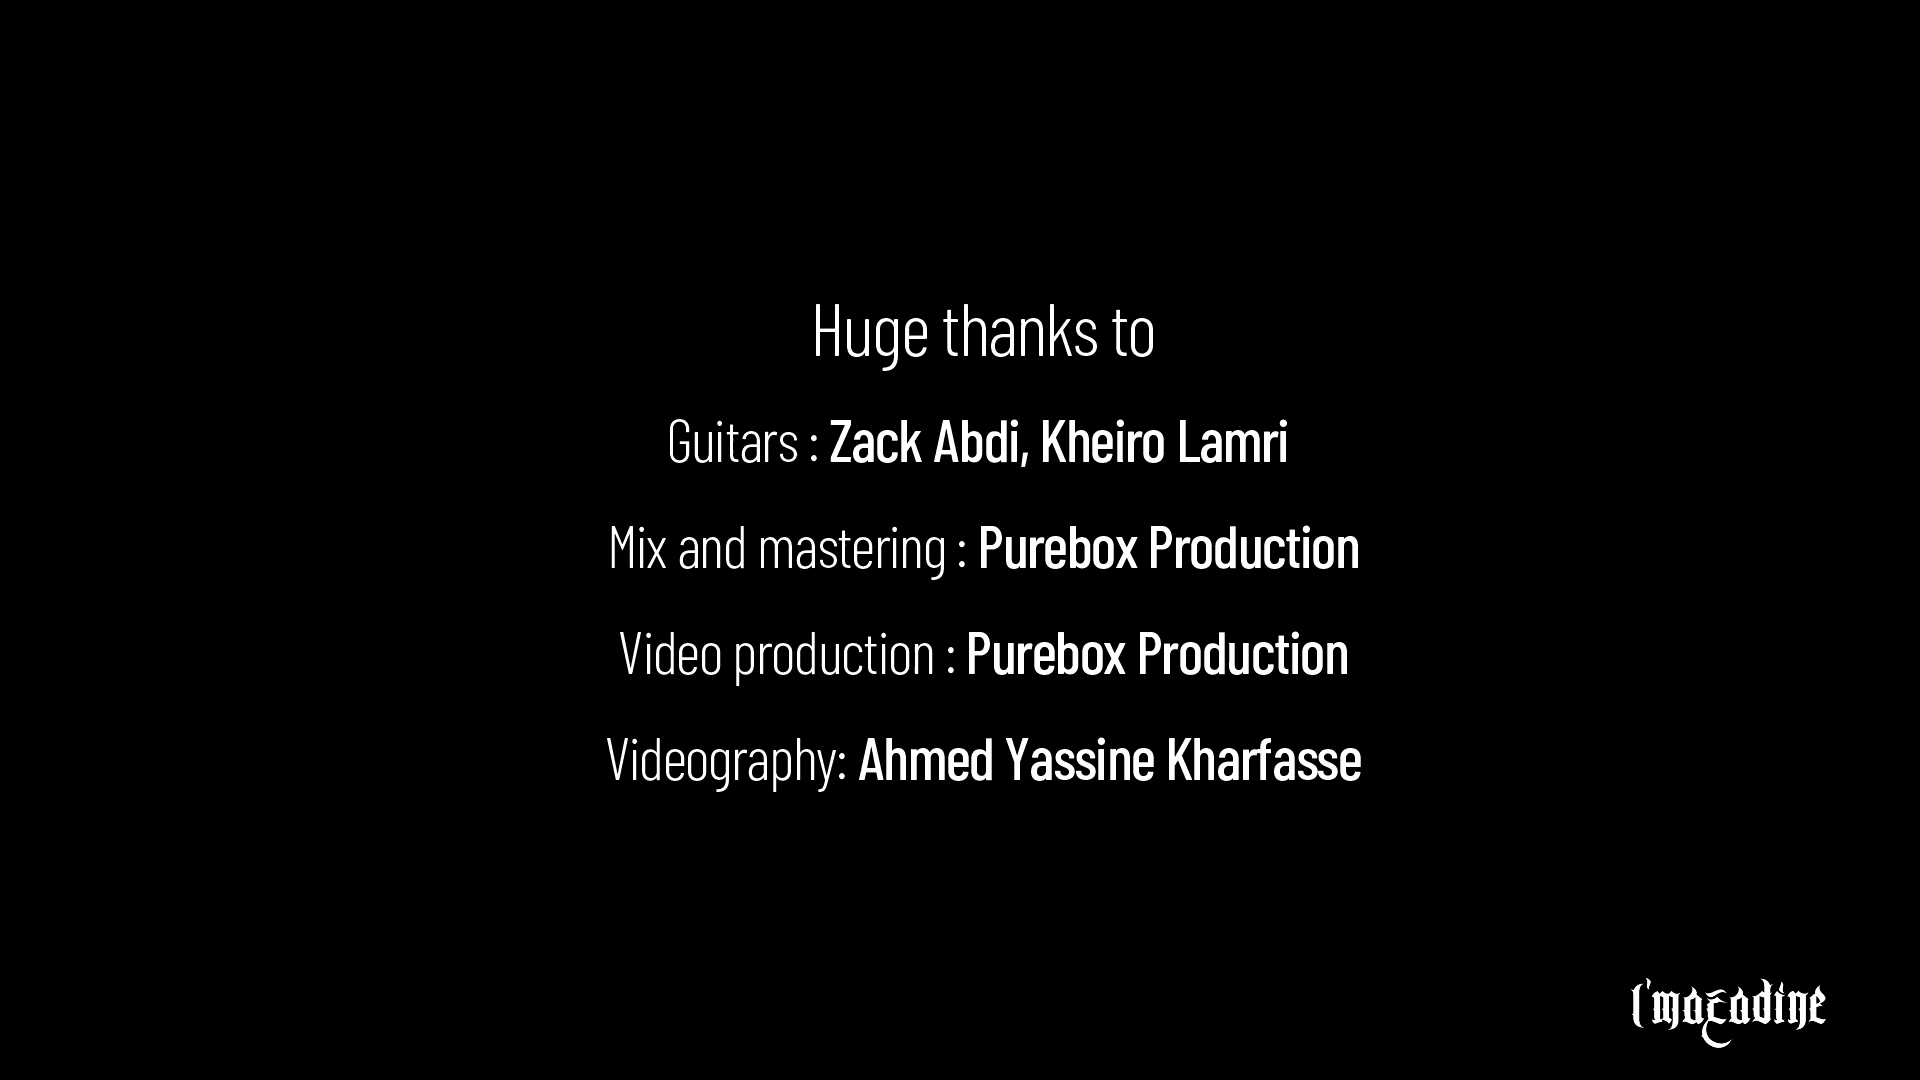 Huge thanks to
Guitars : Zack Abdi, Kheiro Lamri
Mix and mastering : Purebox Production
Video production : Purebox Production
Videography: Ahmed Yassine Kharfasse